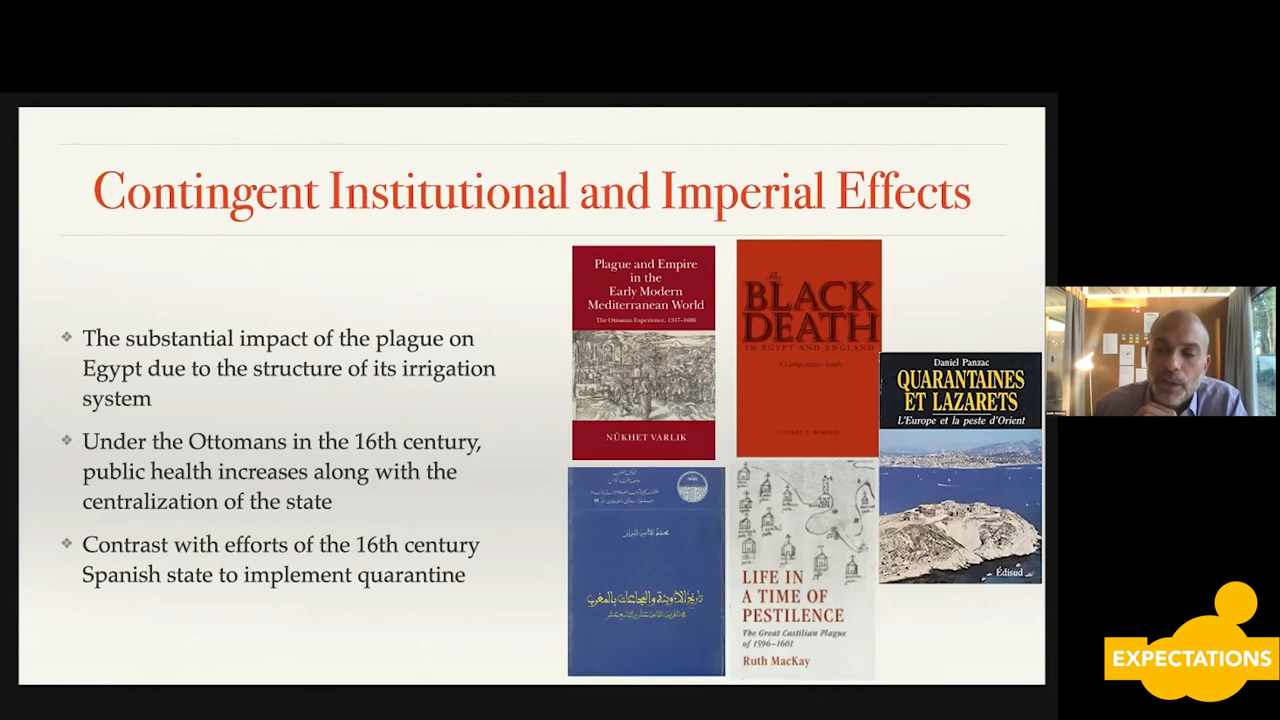 Contingent Institutional and Imperial Effects
The substantial impact of the plague on
Egypt due to the structure of its irrigation
system
Under the Ottomans in the 16th century,
public health increases along with the
centralization of the state
Contrast with efforts of the 16th century
Spanish state to implement quarantine
Plague and Empire
in the
Early Modern
Mediterranean World
The Ottoman Experience, 1347–1600
NÜKHET VARLIK
The
BLACK
DEATH
IN EGYPT AND ENGLAND
A Comparative Study
STUART J. BORSCH
Daniel Panzac
QUARANTAINES
ET LAZARETS
L'Europe et la peste d'Orient
Édisud
تاريخ الأوبئة والمجاعات بالمغرب
LIFE IN
A TIME OF
PESTILENCE
The Great Castilian Plague
of 1596–1601
Ruth MacKay
EXPECTATIONS